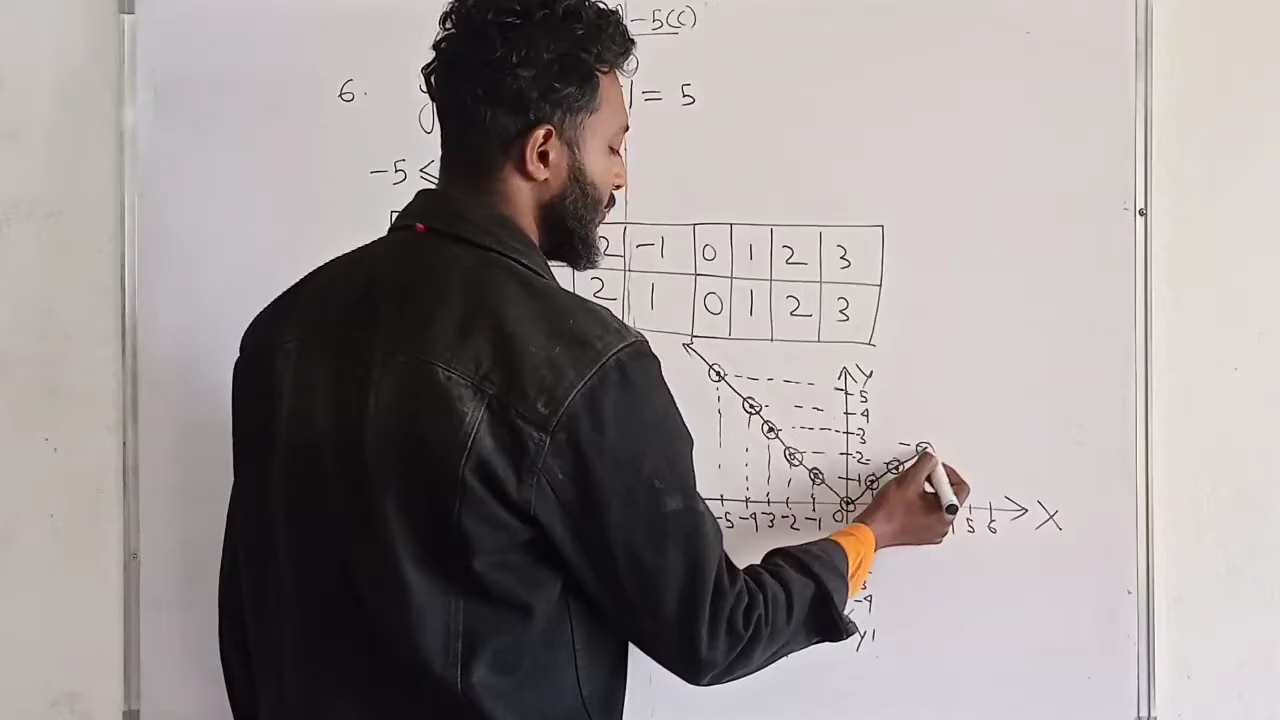 -5(c)
6. y | = 5
-5 ≤
2 -1 0 1 2 3
2 1 0 1 2 3
Y
5
4
3
2
1
-5 -4 -3 -2 -1 0 5 6 X
-4
Y'